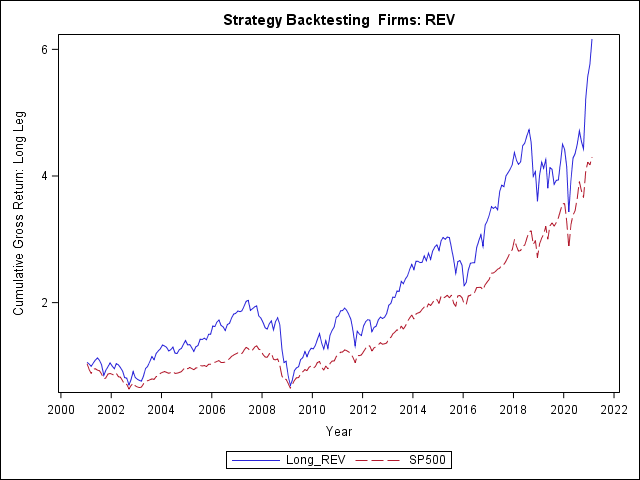 Strategy Backtesting  Firms: REV
Cumulative Gross Return: Long Leg
6
4
2
2000 2002 2004 2006 2008 2010 2012 2014 2016 2018 2020 2022
Year
Long_REV SP500